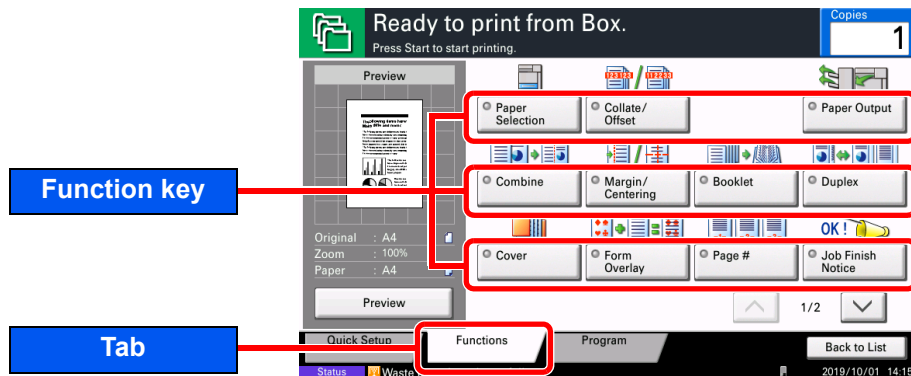 Ready to print from Box.
Press Start to start printing.
Copies
1
Preview
123 123 / 112233
Paper Selection
Collate/ Offset
Paper Output
Function key
Combine
Margin/ Centering
Booklet
Duplex
OK !
Original : A4
Zoom : 100%
Paper : A4
Cover
Form Overlay
Page #
Job Finish Notice
Preview
1/2
Tab
Quick Setup
Functions
Program
Back to List
Status
Waste
2019/10/01 14:15